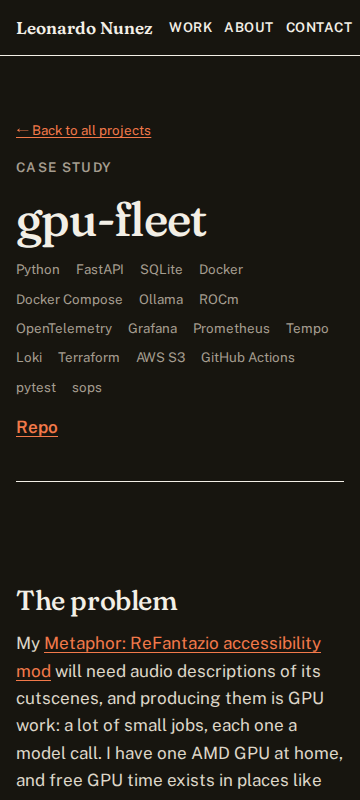 Leonardo Nunez WORK ABOUT CONTACT
← Back to all projects
CASE STUDY
gpu-fleet
Python FastAPI SQLite Docker
Docker Compose Ollama ROCm
OpenTelemetry Grafana Prometheus Tempo
Loki Terraform AWS S3 GitHub Actions
pytest sops
Repo
The problem
My Metaphor: ReFantazio accessibility
mod will need audio descriptions of its
cutscenes, and producing them is GPU
work: a lot of small jobs, each one a
model call. I have one AMD GPU at home,
and free GPU time exists in places like